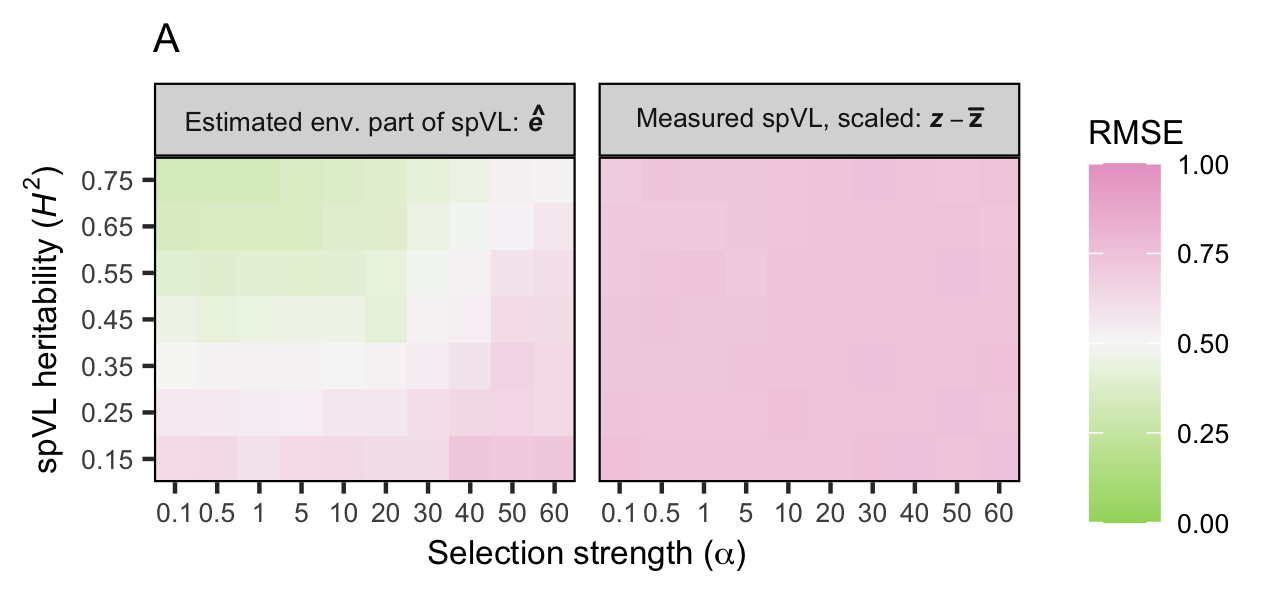 A
Estimated env. part of spVL: ê
Measured spVL, scaled: z – z̅
spVL heritability (H²)
0.75
0.65
0.55
0.45
0.35
0.25
0.15
0.1 0.5 1 5 10 20 30 40 50 60
0.1 0.5 1 5 10 20 30 40 50 60
Selection strength (α)
RMSE
1.00
0.75
0.50
0.25
0.00